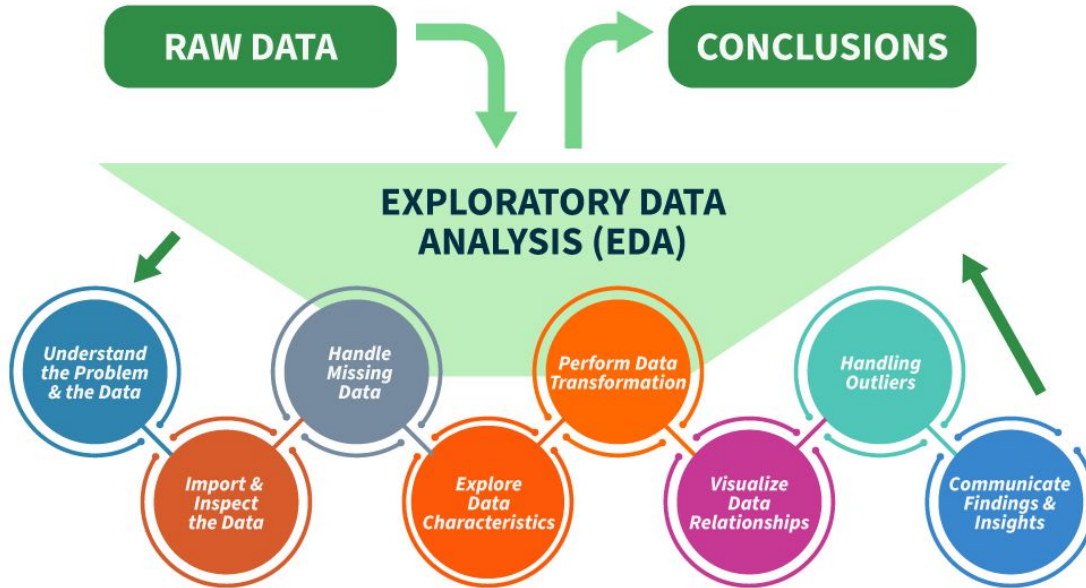 RAW DATA
CONCLUSIONS
EXPLORATORY DATA
ANALYSIS (EDA)
Understand
the Problem
& the Data
Import &
Inspect
the Data
Handle
Missing
Data
Explore
Data
Characteristics
Perform Data
Transformation
Visualize
Data
Relationships
Handling
Outliers
Communicate
Findings &
Insights